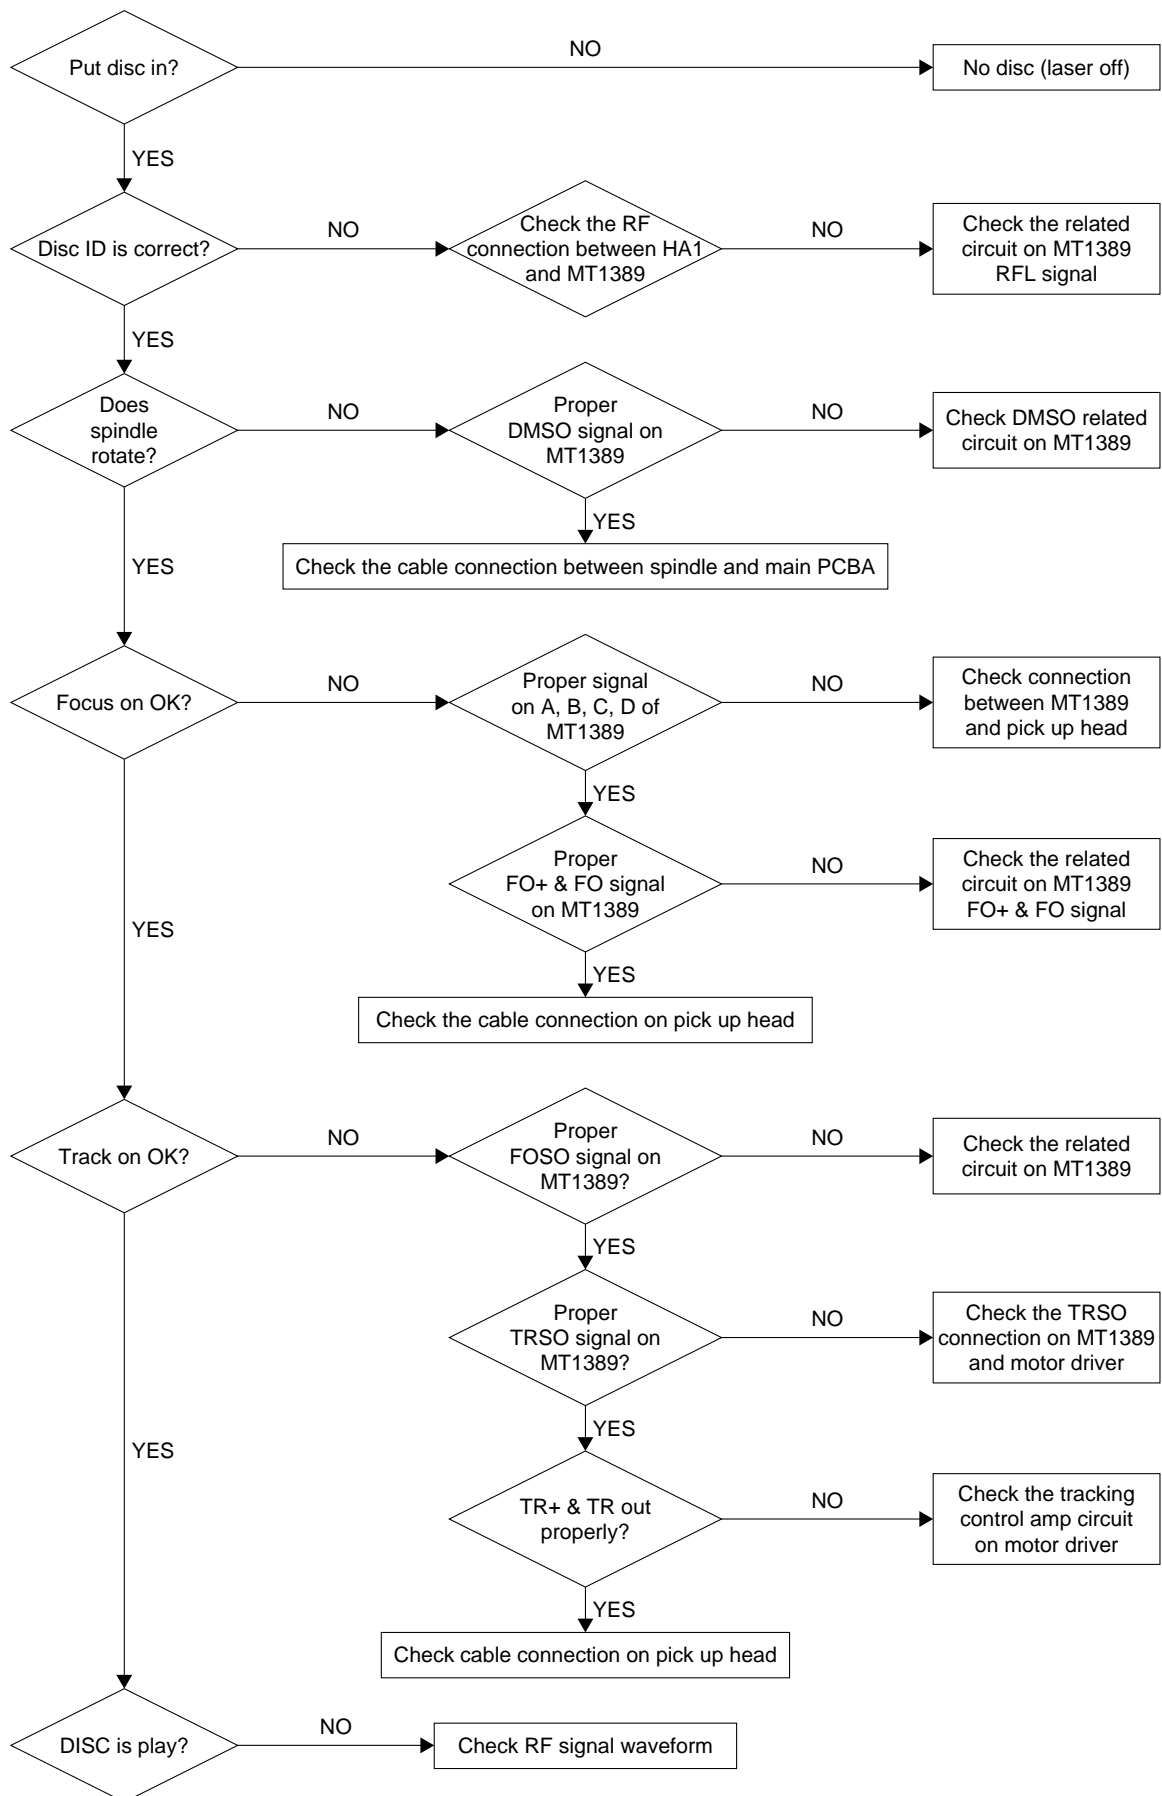 Put disc in?
NO
No disc (laser off)
YES
Disc ID is correct?
NO
Check the RF
connection between HA1
and MT1389
NO
Check the related
circuit on MT1389
RFL signal
YES
Does
spindle
rotate?
NO
Proper
DMSO signal on
MT1389
NO
Check DMSO related
circuit on MT1389
YES
Check the cable connection between spindle and main PCBA
YES
Focus on OK?
NO
Proper signal
on A, B, C, D of
MT1389
NO
Check connection
between MT1389
and pick up head
YES
Proper
FO+ & FO signal
on MT1389
NO
Check the related
circuit on MT1389
FO+ & FO signal
YES
YES
Check the cable connection on pick up head
Track on OK?
NO
Proper
FOSO signal on
MT1389?
NO
Check the related
circuit on MT1389
YES
Proper
TRSO signal on
MT1389?
NO
Check the TRSO
connection on MT1389
and motor driver
YES
YES
TR+ & TR out
properly?
NO
Check the tracking
control amp circuit
on motor driver
YES
Check cable connection on pick up head
DISC is play?
NO
Check RF signal waveform